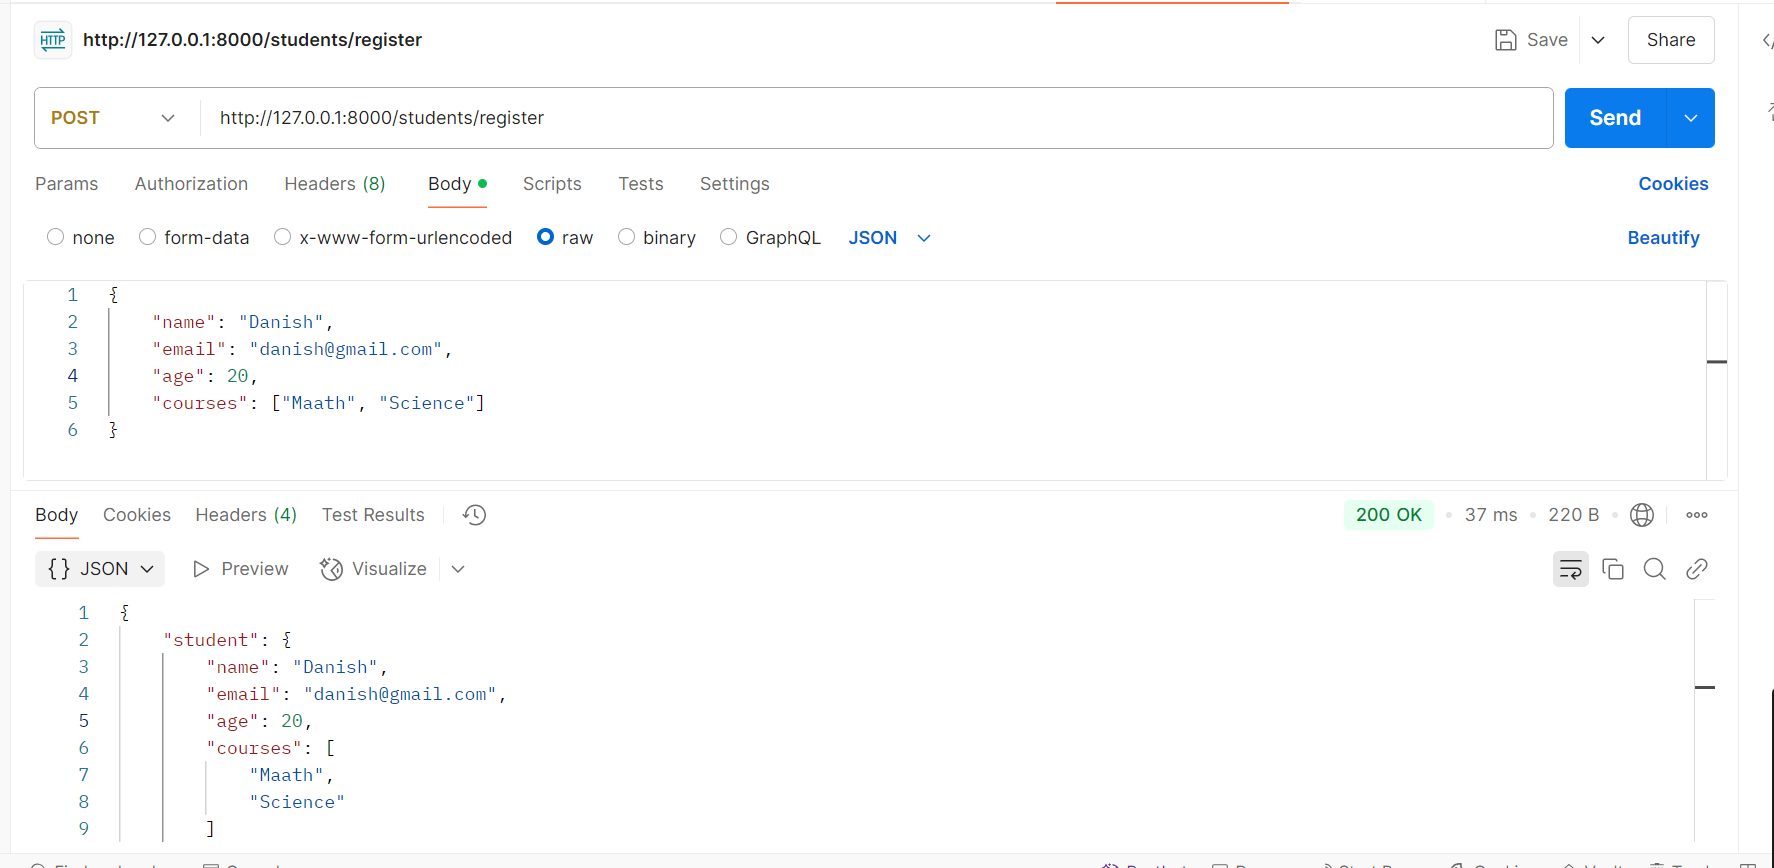 HTTP http://127.0.0.1:8000/students/register Save Share
POST http://127.0.0.1:8000/students/register Send
Params Authorization Headers (8) Body Scripts Tests Settings Cookies
none form-data x-www-form-urlencoded raw binary GraphQL JSON Beautify
1 {
2 "name": "Danish",
3 "email": "danish@gmail.com",
4 "age": 20,
5 "courses": ["Maath", "Science"]
6 }
Body Cookies Headers (4) Test Results 200 OK • 37 ms • 220 B •
{} JSON Preview Visualize
1 {
2 "student": {
3 "name": "Danish",
4 "email": "danish@gmail.com",
5 "age": 20,
6 "courses": [
7 "Maath",
8 "Science"
9 ]